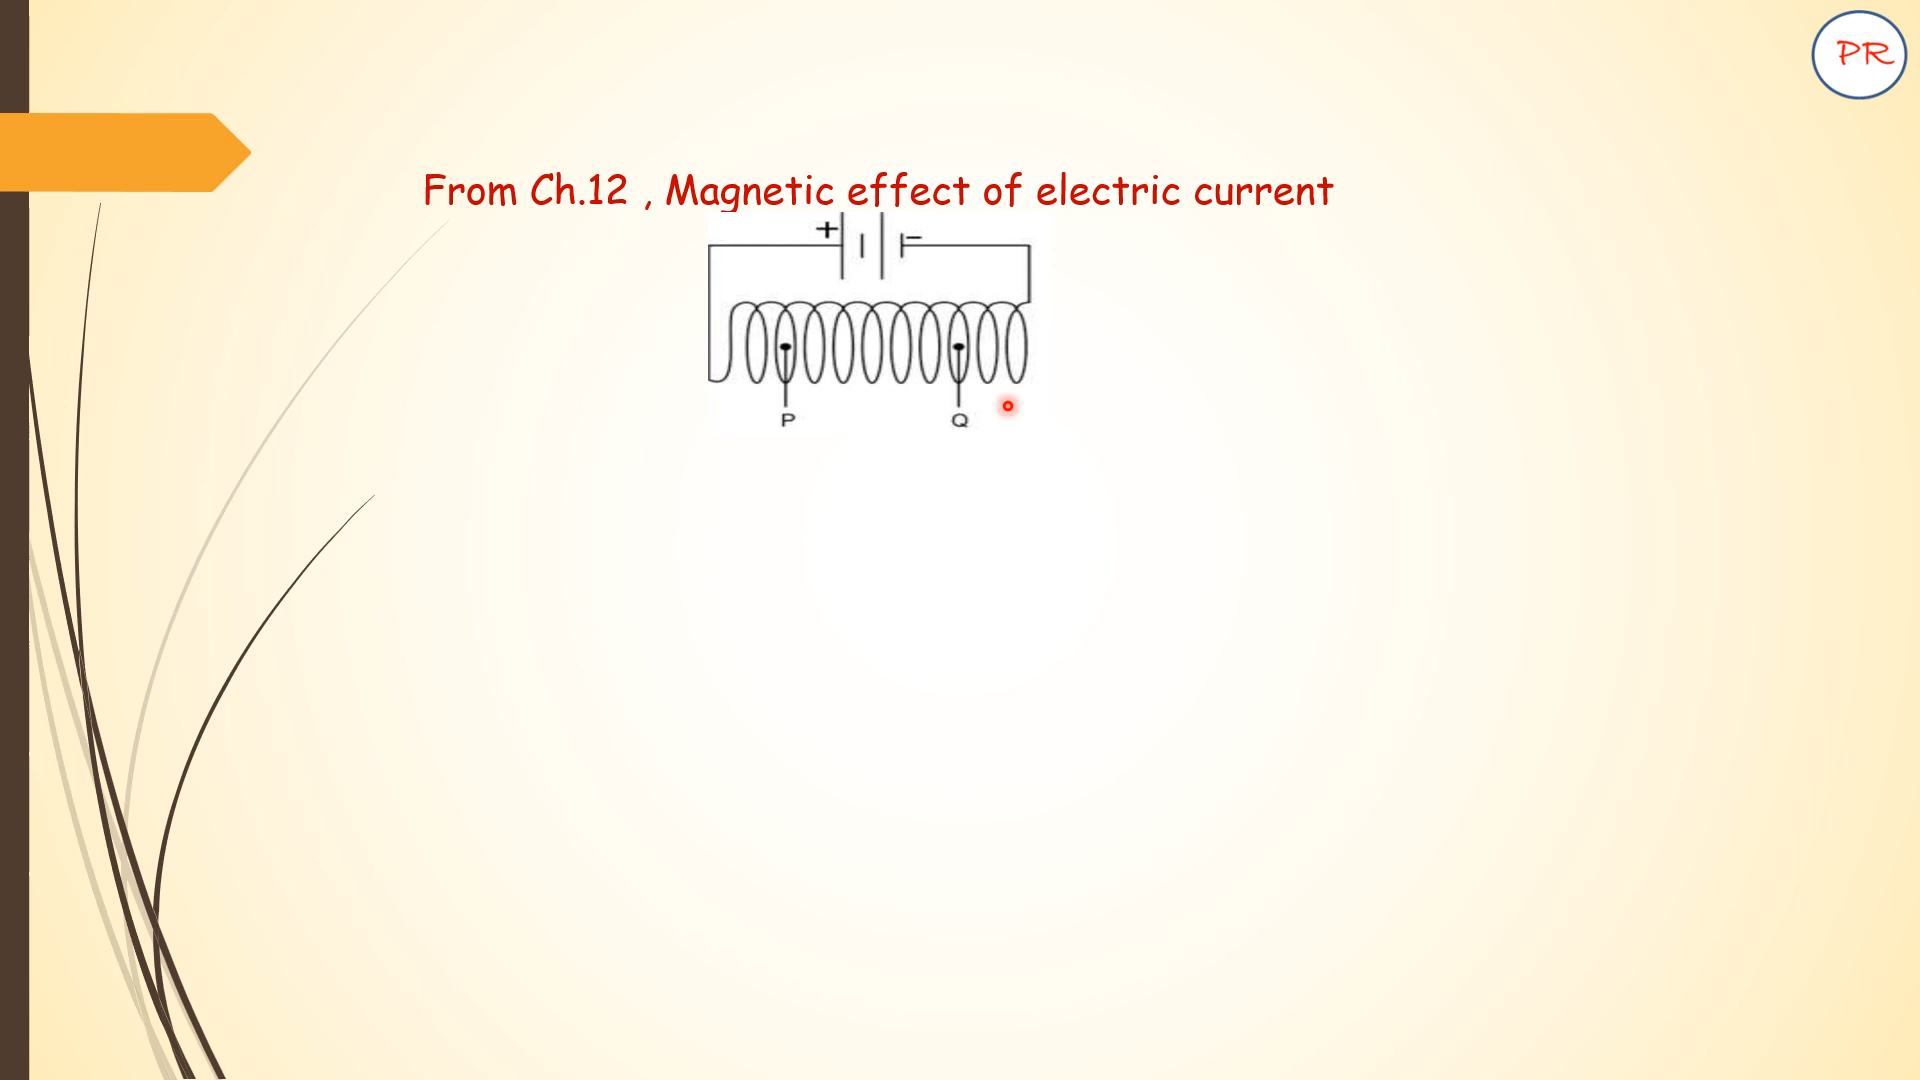 PR
From Ch.12 , Magnetic effect of electric current
+ −
P Q